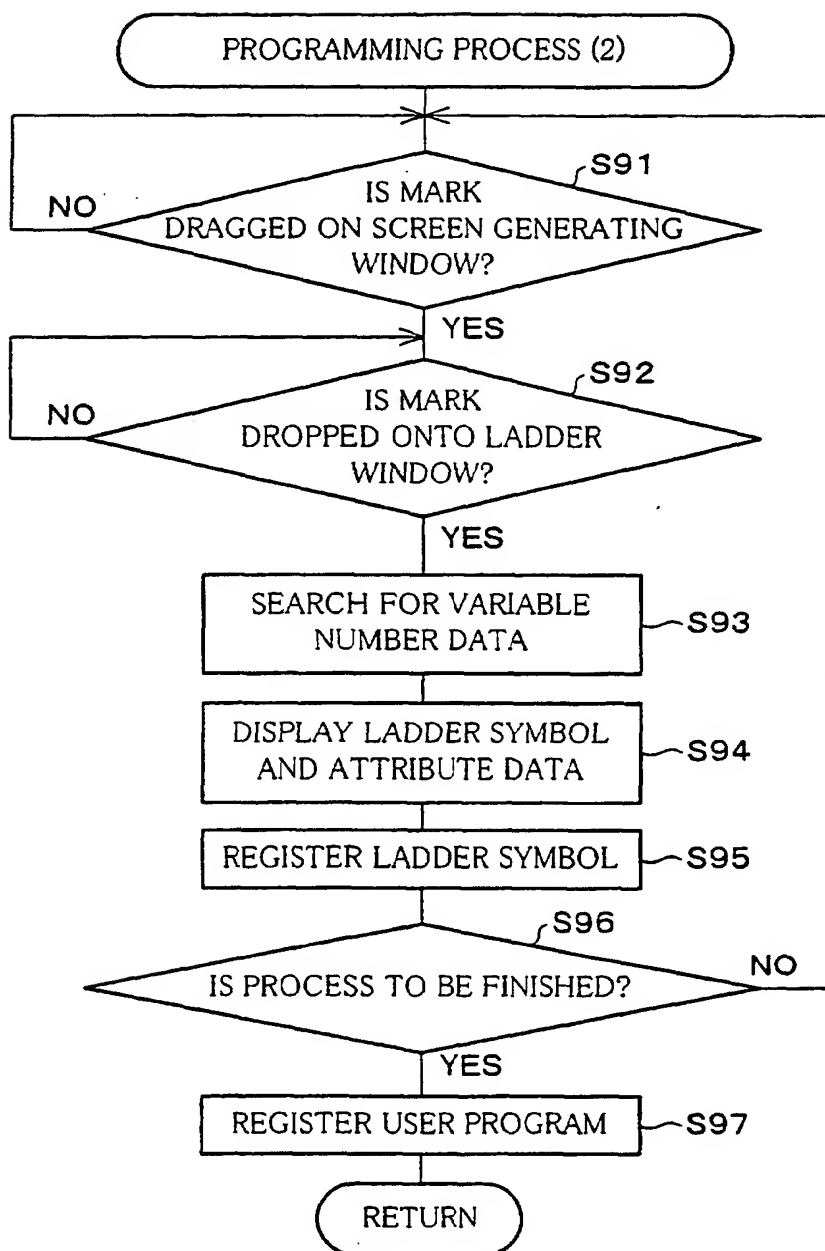 PROGRAMMING PROCESS (2)
S91
IS MARK
NO
DRAGGED ON SCREEN GENERATING
WINDOW?
YES
S92
IS MARK
NO
DROPPED ONTO LADDER
WINDOW?
YES
SEARCH FOR VARIABLE
NUMBER DATA
S93
DISPLAY LADDER SYMBOL
AND ATTRIBUTE DATA
S94
REGISTER LADDER SYMBOL
S95
S96
IS PROCESS TO BE FINISHED?
NO
YES
REGISTER USER PROGRAM
S97
RETURN